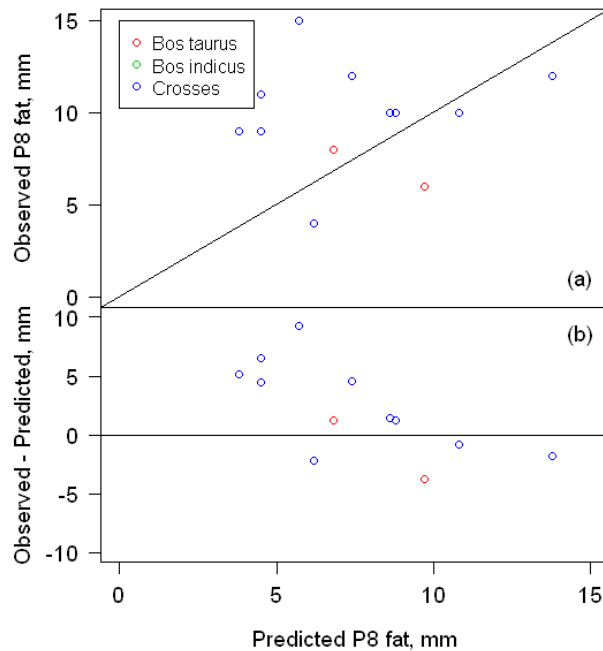 Observed P8 fat, mm
15
10
5
0
Bos taurus
Bos indicus
Crosses
(a)
Observed - Predicted, mm
10
5
0
-5
-10
(b)
0
5
10
15
Predicted P8 fat, mm